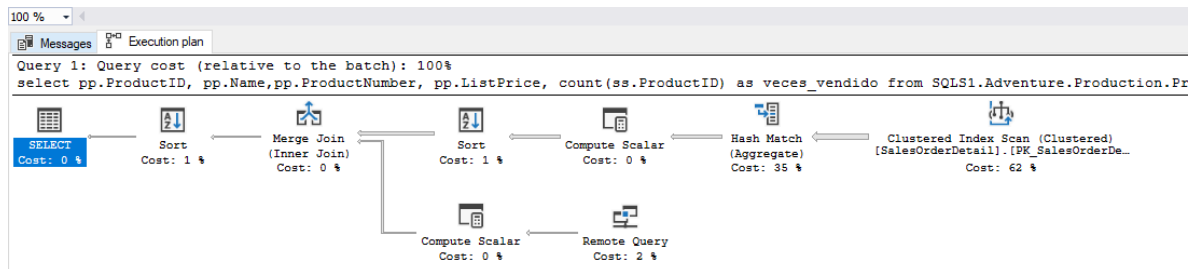 100 %
Messages Execution plan
Query 1: Query cost (relative to the batch): 100%
select pp.ProductID, pp.Name,pp.ProductNumber, pp.ListPrice, count(ss.ProductID) as veces_vendido from SQLS1.Adventure.Production.Pr
SELECT
Cost: 0 %
Sort
Cost: 1 %
Merge Join
(Inner Join)
Cost: 0 %
Sort
Cost: 1 %
Compute Scalar
Cost: 0 %
Hash Match
(Aggregate)
Cost: 35 %
Clustered Index Scan (Clustered)
[SalesOrderDetail].[PK_SalesOrderDe…
Cost: 62 %
Compute Scalar
Cost: 0 %
Remote Query
Cost: 2 %